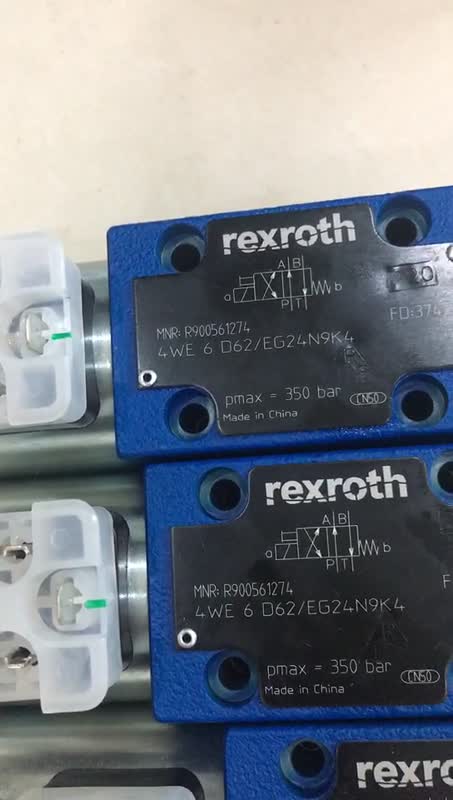 rexroth
A B
a b
P T
MNR: R900561274
FD:374
4WE 6 D62/EG24N9K4
pmax = 350 bar
CN50
Made in China
rexroth
A B
a b
P T
MNR: R900561274
F
4WE 6 D62/EG24N9K4
pmax = 350 bar
CN50
Made in China
rexro